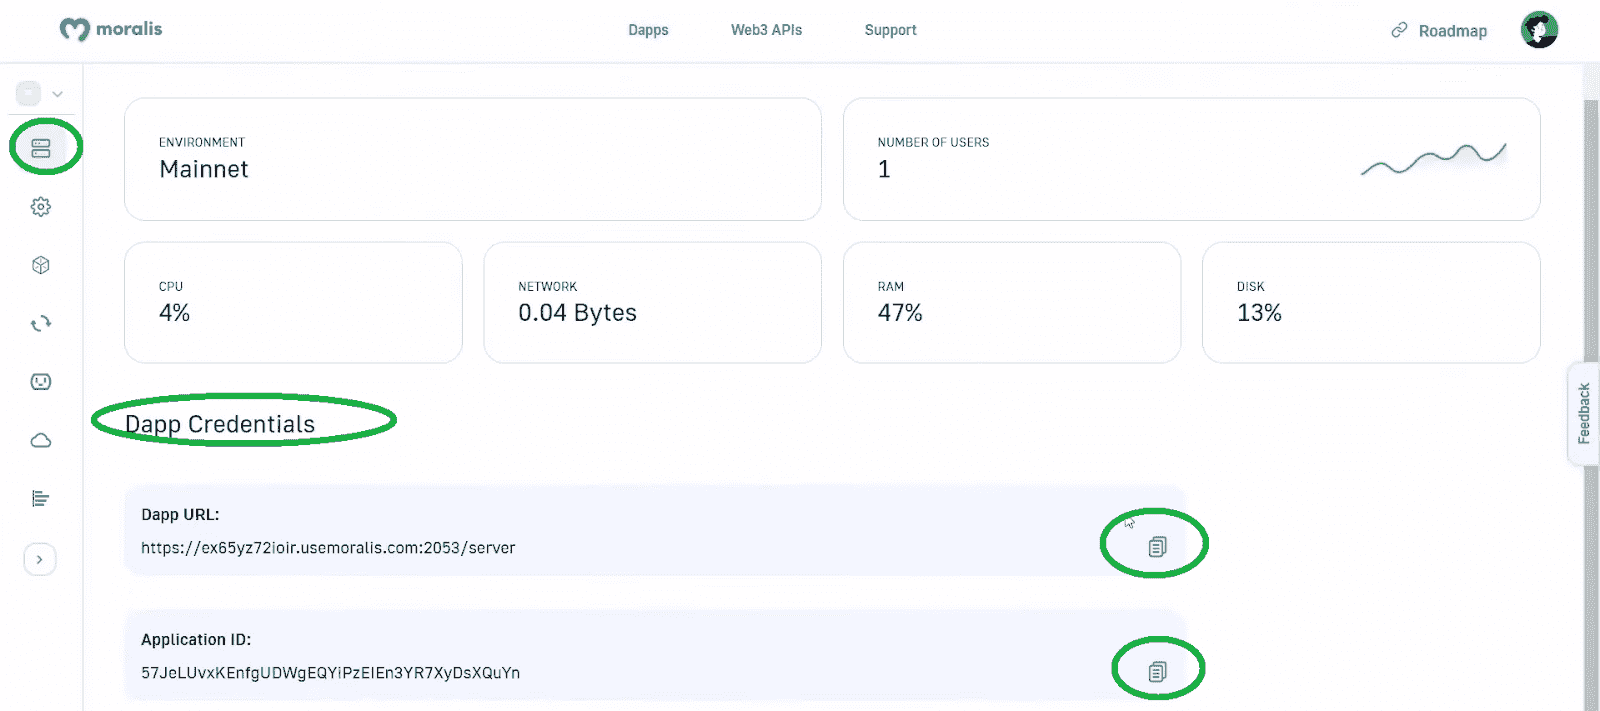 moralis
Dapps
Web3 APIs
Support
Roadmap
ENVIRONMENT
Mainnet
NUMBER OF USERS
1
CPU
4%
NETWORK
0.04 Bytes
RAM
47%
DISK
13%
Feedback
Dapp Credentials
Dapp URL:
https://ex65yz72ioir.usemoralis.com:2053/server
Application ID:
57JeLUvxKEnfgUDWgEQYiPzEIEn3YR7XyDsXQuYn